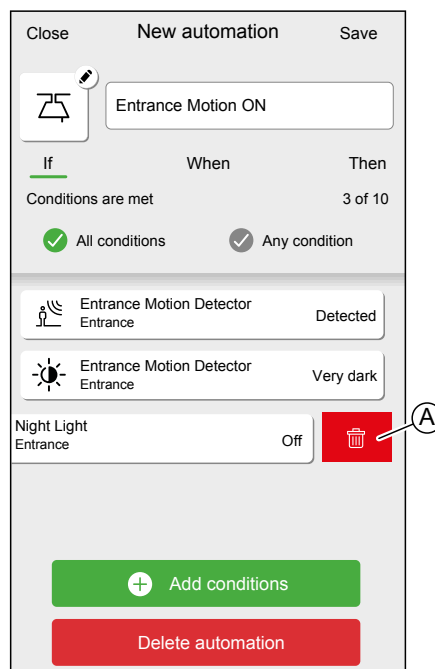 Close New automation Save
Entrance Motion ON
If When Then
Conditions are met 3 of 10
All conditions Any condition
Entrance Motion Detector
Entrance
Detected
Entrance Motion Detector
Entrance
Very dark
Night Light
Entrance
Off
A
Add conditions
Delete automation